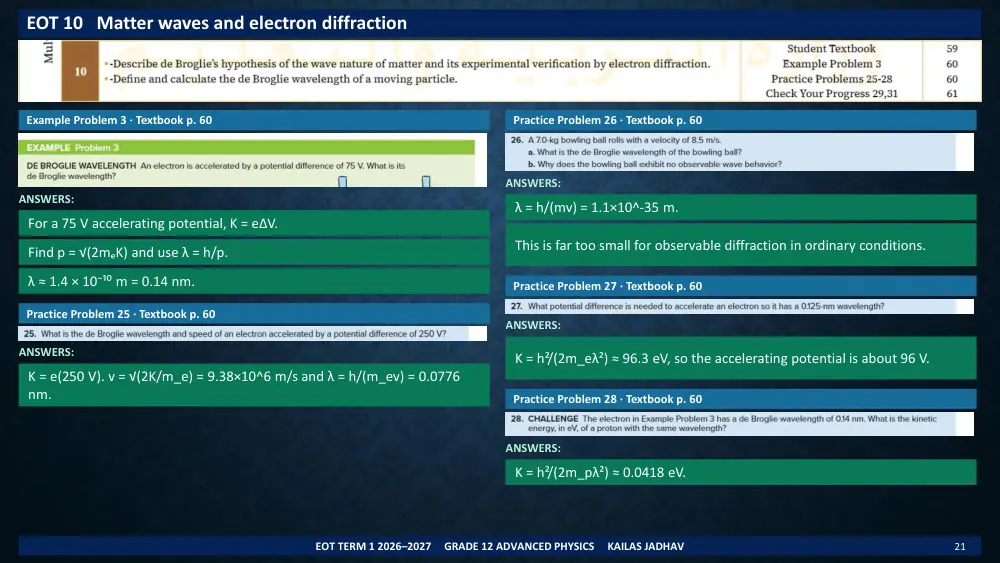 EOT 10 Matter waves and electron diffraction
10
•-Describe de Broglie's hypothesis of the wave nature of matter and its experimental verification by electron diffraction.
•-Define and calculate the de Broglie wavelength of a moving particle.
Student Textbook 59
Example Problem 3 60
Practice Problems 25-28 60
Check Your Progress 29,31 61
Example Problem 3 · Textbook p. 60
EXAMPLE Problem 3
DE BROGLIE WAVELENGTH An electron is accelerated by a potential difference of 75 V. What is its
de Broglie wavelength?
ANSWERS:
For a 75 V accelerating potential, K = eΔV.
Find p = √(2mₑK) and use λ = h/p.
λ ≈ 1.4 × 10⁻¹⁰ m = 0.14 nm.
Practice Problem 25 · Textbook p. 60
25. What is the de Broglie wavelength and speed of an electron accelerated by a potential difference of 250 V?
ANSWERS:
K = e(250 V). v = √(2K/m_e) = 9.38×10^6 m/s and λ = h/(m_ev) = 0.0776
nm.
Practice Problem 26 · Textbook p. 60
26. A 7.0-kg bowling ball rolls with a velocity of 8.5 m/s.
a. What is the de Broglie wavelength of the bowling ball?
b. Why does the bowling ball exhibit no observable wave behavior?
ANSWERS:
λ = h/(mv) = 1.1×10^-35 m.
This is far too small for observable diffraction in ordinary conditions.
Practice Problem 27 · Textbook p. 60
27. What potential difference is needed to accelerate an electron so it has a 0.125-nm wavelength?
ANSWERS:
K = h²/(2m_eλ²) ≈ 96.3 eV, so the accelerating potential is about 96 V.
Practice Problem 28 · Textbook p. 60
28. CHALLENGE The electron in Example Problem 3 has a de Broglie wavelength of 0.14 nm. What is the kinetic
energy, in eV, of a proton with the same wavelength?
ANSWERS:
K = h²/(2m_pλ²) ≈ 0.0418 eV.
EOT TERM 1 2026–2027 GRADE 12 ADVANCED PHYSICS KAILAS JADHAV 21